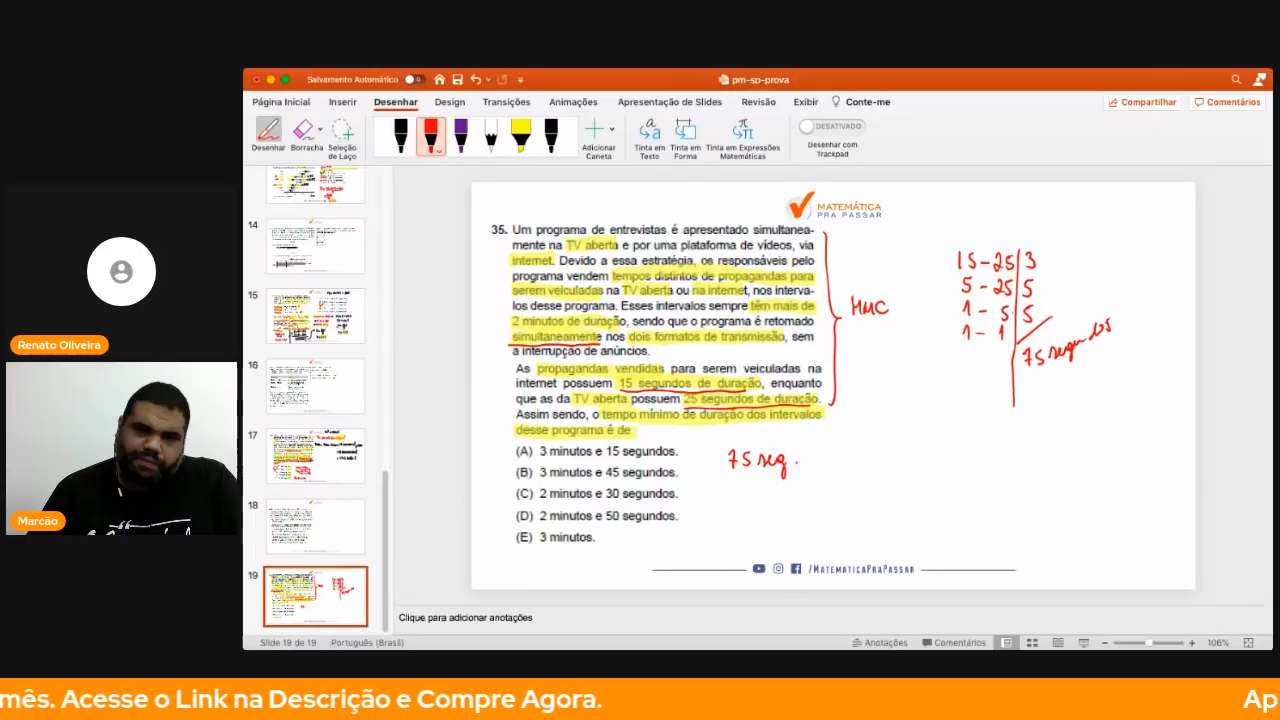 Salvamento Automático
pm-sp-prova
Página Inicial Inserir Desenhar Design Transições Animações Apresentação de Slides Revisão Exibir Conte-me
Compartilhar Comentários
DESATIVADO
Desenhar Borracha Seleção de Laço
Adicionar Caneta
Tinta em Texto
Tinta em Forma
Tinta em Expressões Matemáticas
Desenhar com Trackpad
14
15
16
17
18
19
Renato Oliveira
Marcão
MATEMÁTICA
PRA PASSAR
35. Um programa de entrevistas é apresentado simultanea-
mente na TV aberta e por uma plataforma de vídeos, via
internet. Devido a essa estratégia, os responsáveis pelo
programa vendem tempos distintos de propagandas para
serem veiculadas na TV aberta ou na internet, nos interva-
los desse programa. Esses intervalos sempre têm mais de
2 minutos de duração, sendo que o programa é retomado
simultaneamente nos dois formatos de transmissão, sem
a interrupção de anúncios.
As propagandas vendidas para serem veiculadas na
internet possuem 15 segundos de duração, enquanto
que as da TV aberta possuem 25 segundos de duração.
Assim sendo, o tempo mínimo de duração dos intervalos
desse programa é de
(A) 3 minutos e 15 segundos.
(B) 3 minutos e 45 segundos.
(C) 2 minutos e 30 segundos.
(D) 2 minutos e 50 segundos.
(E) 3 minutos.
MMC
15-25 3
5-25 5
1-5 5
1-1
75 segundos
75 seg.
/MATEMATICAPRAPASSAR
Clique para adicionar anotações
Slide 19 de 19 Português (Brasil)
Anotações Comentários 106%
mês. Acesse o Link na Descrição e Compre Agora.
Ap